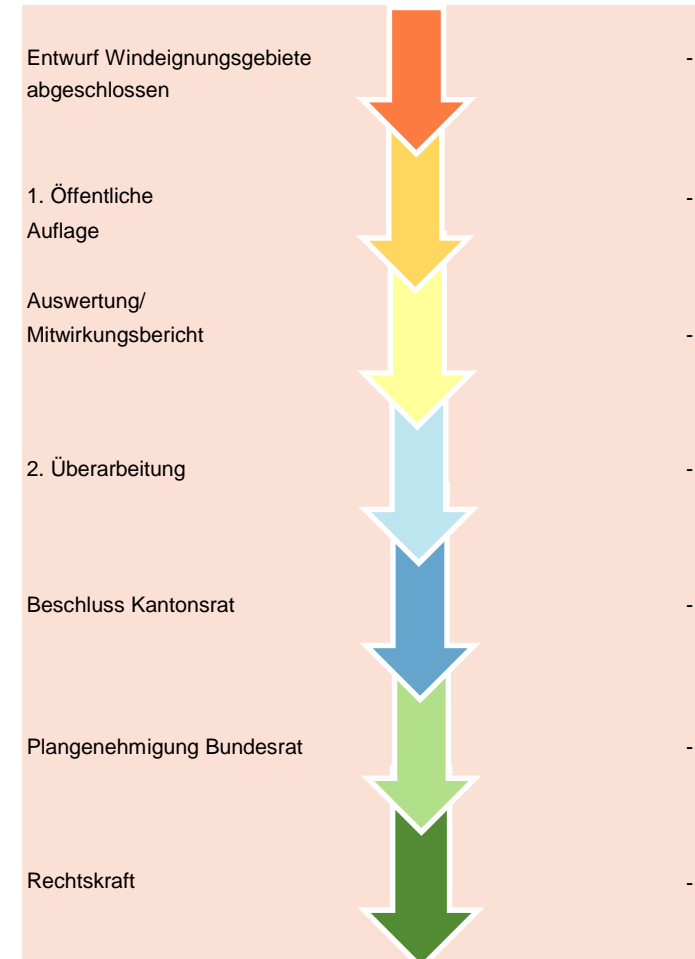 Entwurf Windeignungsgebiete -
abgeschlossen
1. Öffentliche -
Auflage
Auswertung/
Mitwirkungsbericht -
2. Überarbeitung -
Beschluss Kantonsrat -
Plangenehmigung Bundesrat -
Rechtskraft -